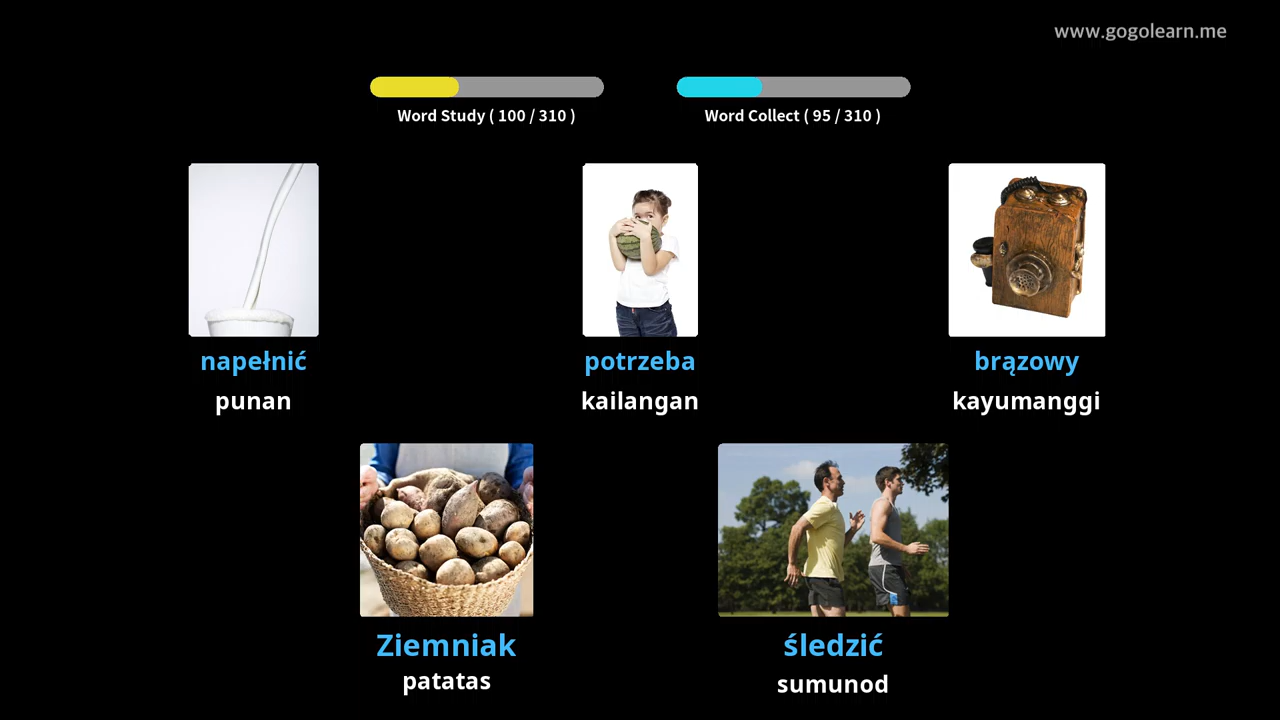 www.gogolearn.me
Word Study ( 100 / 310 )
Word Collect ( 95 / 310 )
napełnić
punan
potrzeba
kailangan
brązowy
kayumanggi
Ziemniak
patatas
śledzić
sumunod